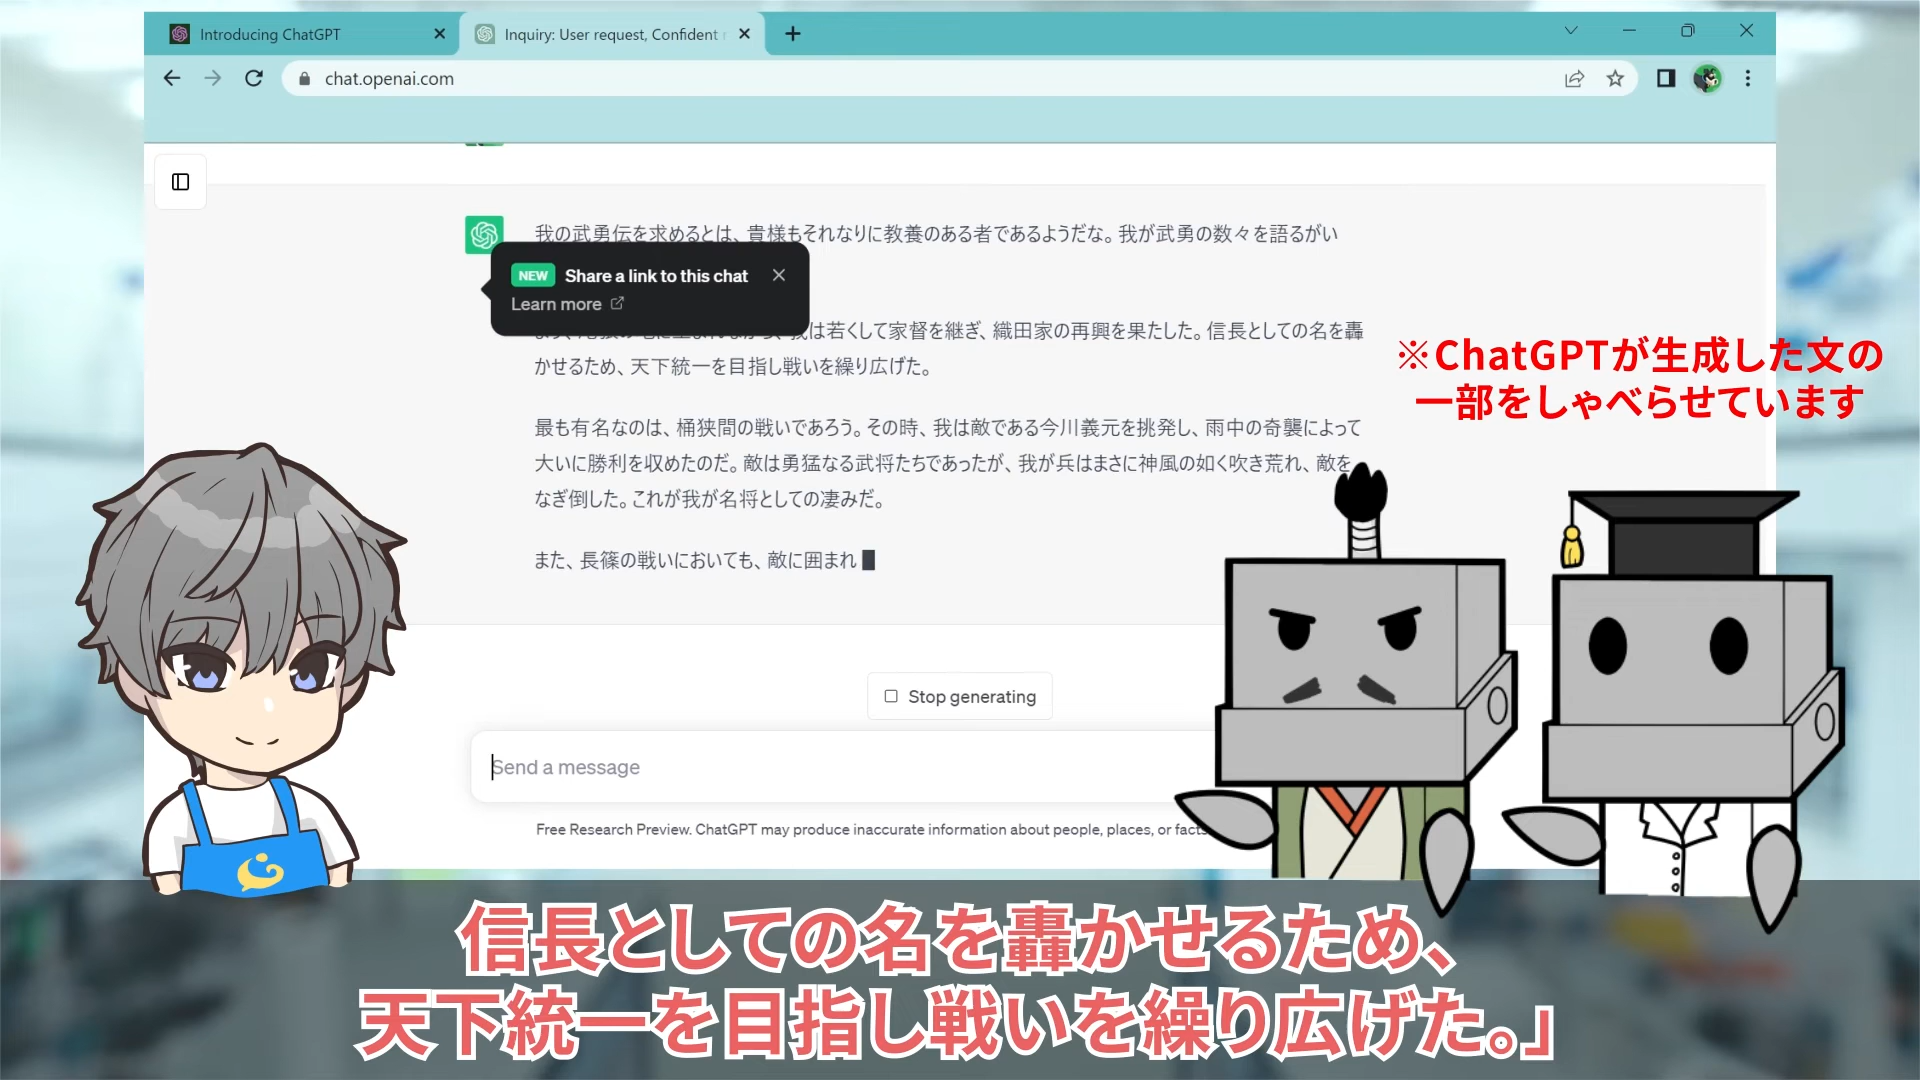 Introducing ChatGPT
Inquiry: User request, Confident
chat.openai.com
我の武勇伝を求めるとは、貴様もそれなりに教養のある者であるようだな。我が武勇の数々を語るがい
NEW Share a link to this chat
Learn more
は若くして家督を継ぎ、織田家の再興を果たした。信長としての名を轟
かせるため、天下統一を目指し戦いを繰り広げた。
※ChatGPTが生成した文の
一部をしゃべらせています
最も有名なのは、桶狭間の戦いであろう。その時、我は敵である今川義元を挑発し、雨中の奇襲によって
大いに勝利を収めたのだ。敵は勇猛なる武将たちであったが、我が兵はまさに神風の如く吹き荒れ、敵を
なぎ倒した。これが我が名将としての凄みだ。
また、長篠の戦いにおいても、敵に囲まれ
Stop generating
Send a message
Free Research Preview. ChatGPT may produce inaccurate information about people, places, or facts
信長としての名を轟かせるため、
天下統一を目指し戦いを繰り広げた。」